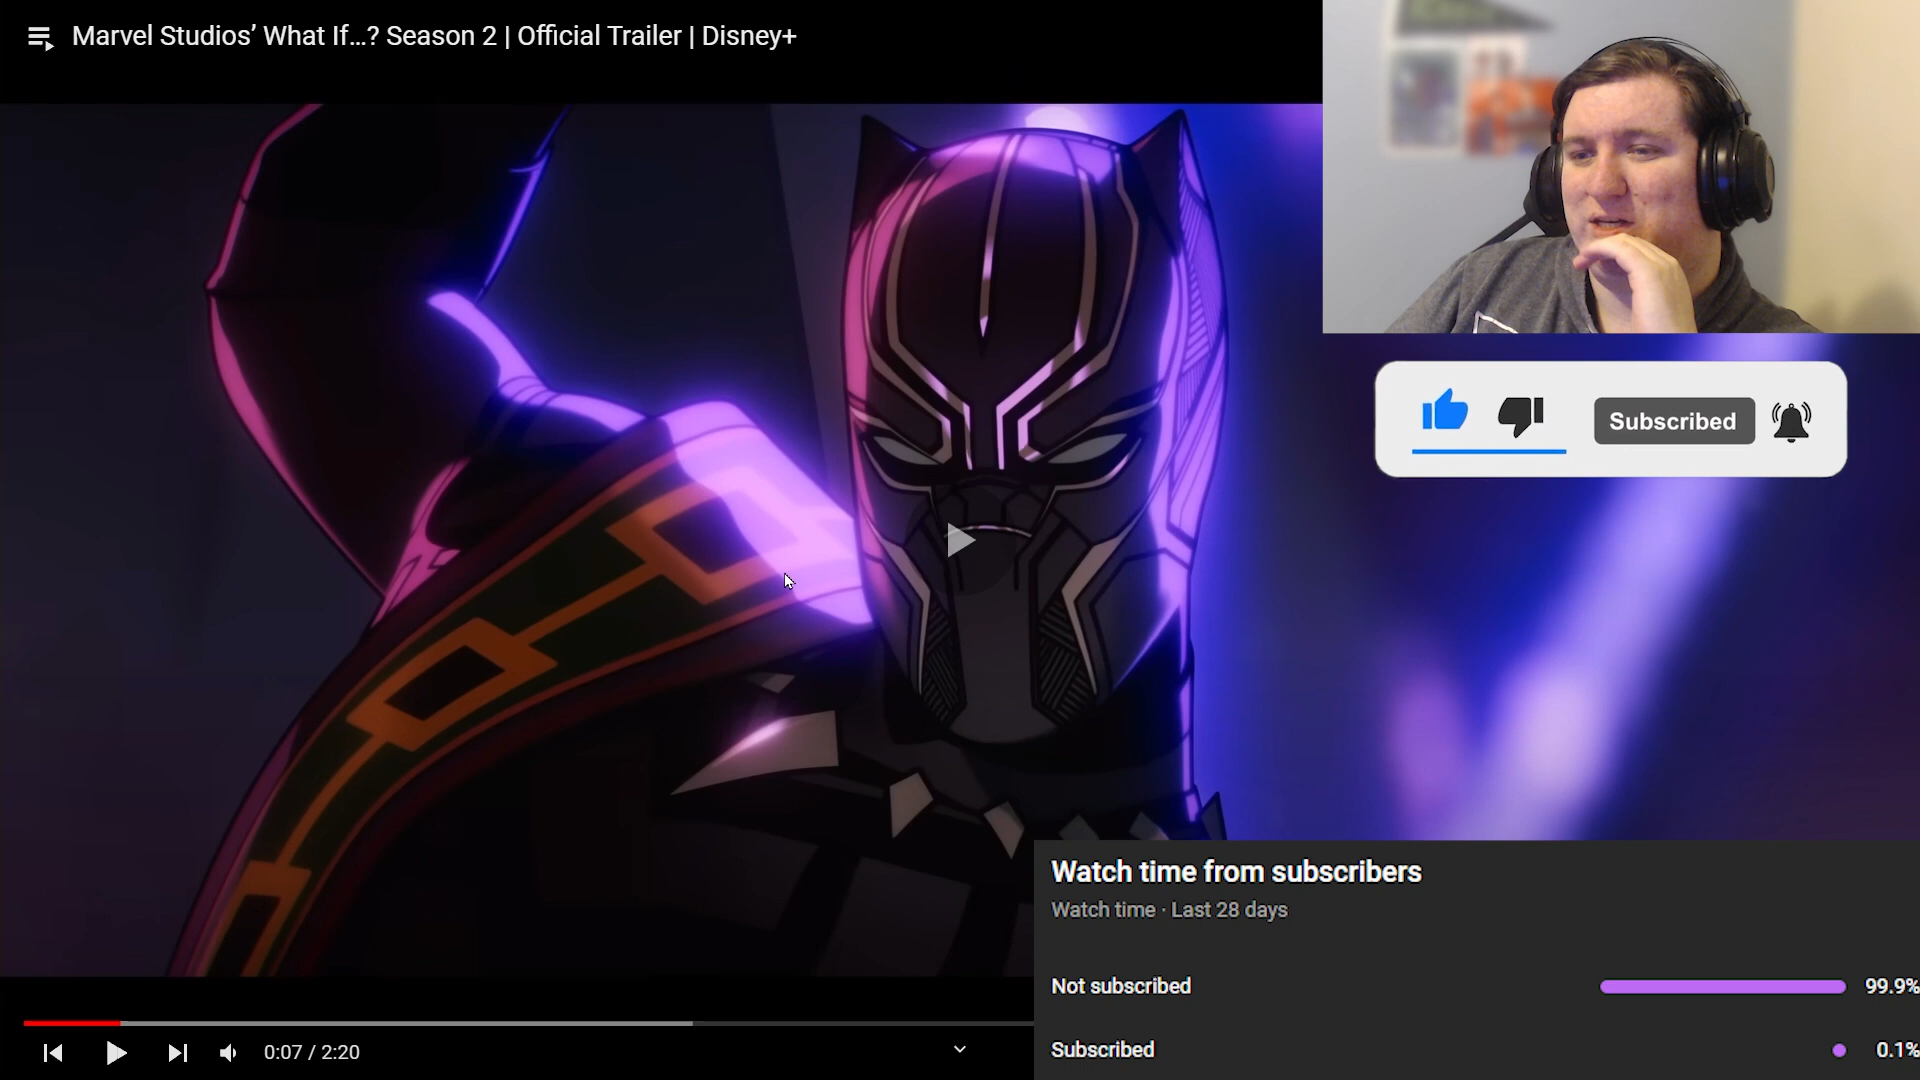 Marvel Studios’ What If...? Season 2 | Official Trailer | Disney+
Subscribed
Watch time from subscribers
Watch time · Last 28 days
Not subscribed 99.9%
Subscribed 0.1%
0:07 / 2:20